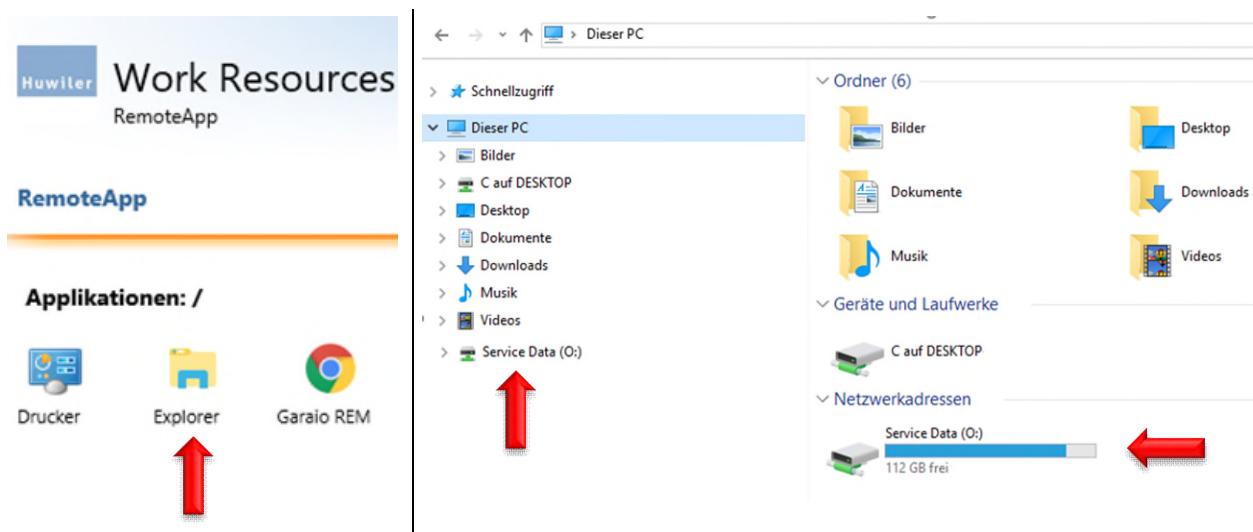 Huwiler
Work Resources
RemoteApp
RemoteApp
Applikationen: /
Drucker
Explorer
Garaio REM
Dieser PC
Schnellzugriff
Dieser PC
Bilder
C auf DESKTOP
Desktop
Dokumente
Downloads
Musik
Videos
Service Data (O:)
Ordner (6)
Bilder
Desktop
Dokumente
Downloads
Musik
Videos
Geräte und Laufwerke
C auf DESKTOP
Netzwerkadressen
Service Data (O:)
112 GB frei